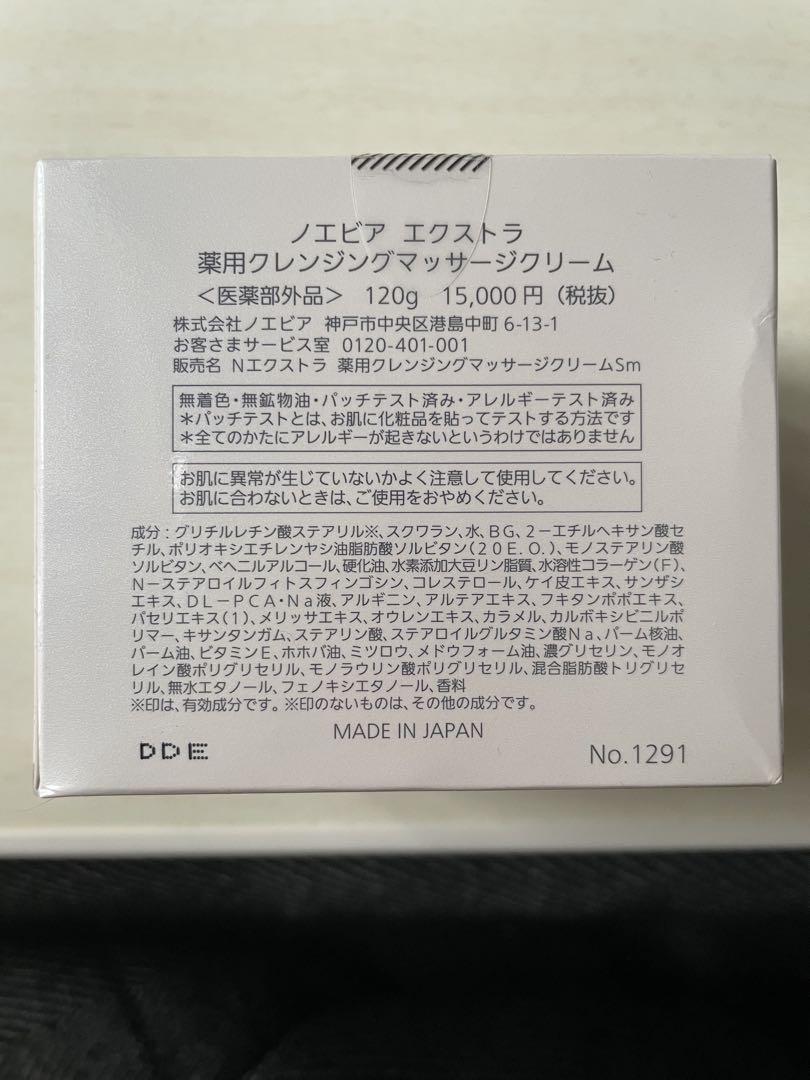 ノエビア エクストラ
薬用クレンジングマッサージクリーム
＜医薬部外品＞ 120g 15,000円（税抜）
株式会社ノエビア 神戸市中央区港島中町6-13-1
お客さまサービス室 0120-401-001
販売名 Nエクストラ 薬用クレンジングマッサージクリームSm
無着色・無鉱物油・パッチテスト済み・アレルギーテスト済み
＊パッチテストとは、お肌に化粧品を貼ってテストする方法です
＊全てのかたにアレルギーが起きないというわけではありません
お肌に異常が生じていないかよく注意して使用してください。
お肌に合わないときは、ご使用をおやめください。
成分：グリチルレチン酸ステアリル※、スクワラン、水、BG、2－エチルヘキサン酸セ
チル、ポリオキシエチレンヤシ油脂肪酸ソルビタン(20E.O.)、モノステアリン酸
ソルビタン、ベヘニルアルコール、硬化油、水素添加大豆リン脂質、水溶性コラーゲン(F)、
N－ステアロイルフィトスフィンゴシン、コレステロール、ケイ皮エキス、サンザシ
エキス、DL－PCA・Na液、アルギニン、アルテアエキス、フキタンポポエキス、
パセリエキス(1)、メリッサエキス、オウレンエキス、カラメル、カルボキシビニルポ
リマー、キサンタンガム、ステアリン酸、ステアロイルグルタミン酸Na、パーム核油、
パーム油、ビタミンE、ホホバ油、ミツロウ、メドウフォーム油、濃グリセリン、モノオ
レイン酸ポリグリセリル、モノラウリン酸ポリグリセリル、混合脂肪酸トリグリセ
リル、無水エタノール、フェノキシエタノール、香料
※印は、有効成分です。※印のないものは、その他の成分です。
MADE IN JAPAN
DDE
No.1291